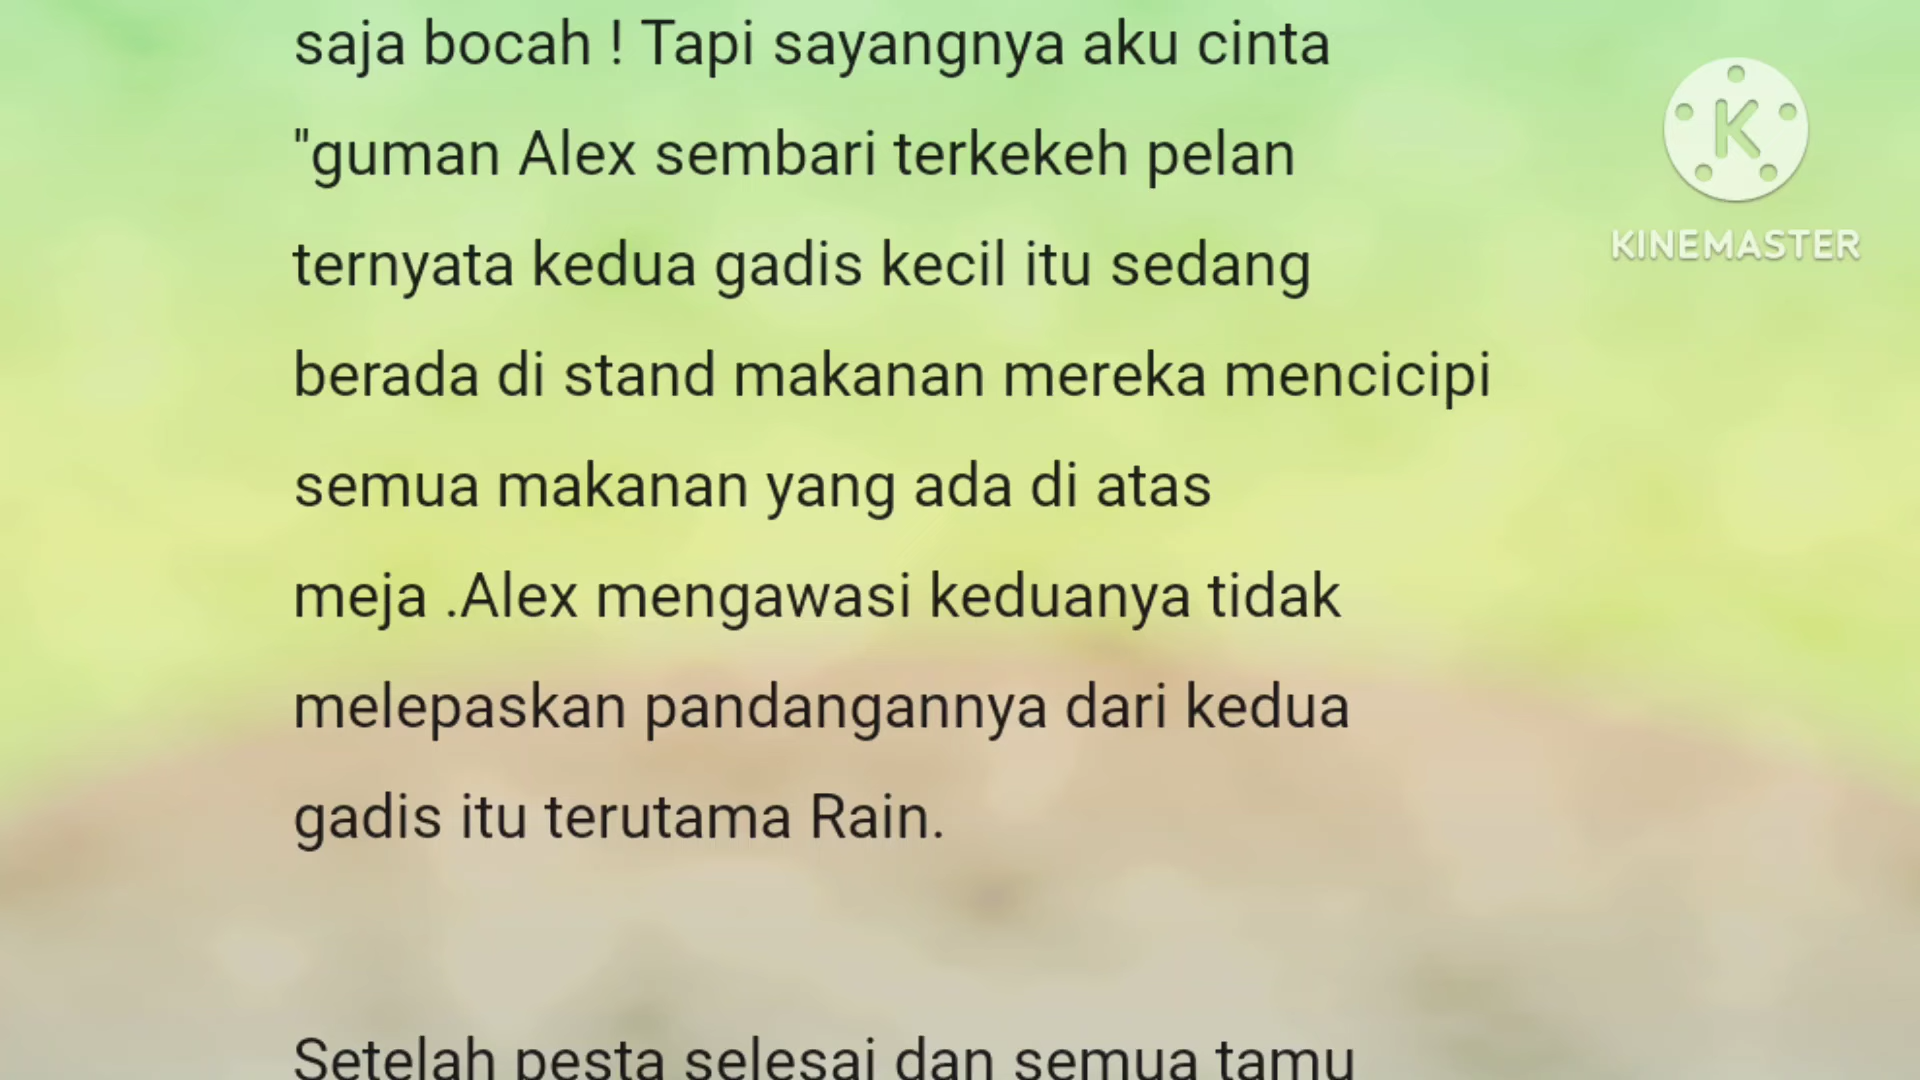 saja bocah ! Tapi sayangnya aku cinta
"guman Alex sembari terkekeh pelan
ternyata kedua gadis kecil itu sedang
berada di stand makanan mereka mencicipi
semua makanan yang ada di atas
meja .Alex mengawasi keduanya tidak
melepaskan pandangannya dari kedua
gadis itu terutama Rain.
Setelah pesta selesai dan semua tamu
K
KINEMASTER